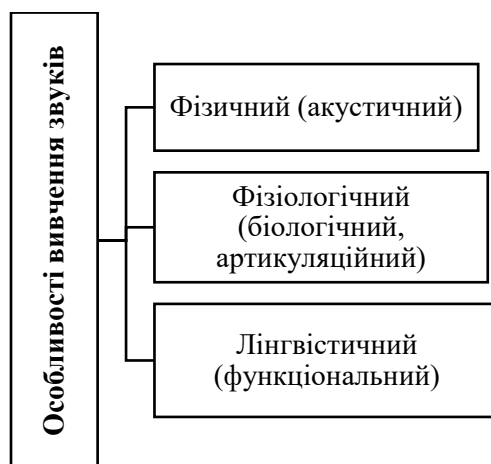 Особливості вивчення звуків
Фізичний (акустичний)
Фізіологічний
(біологічний,
артикуляційний)
Лінгвістичний
(функціональний)